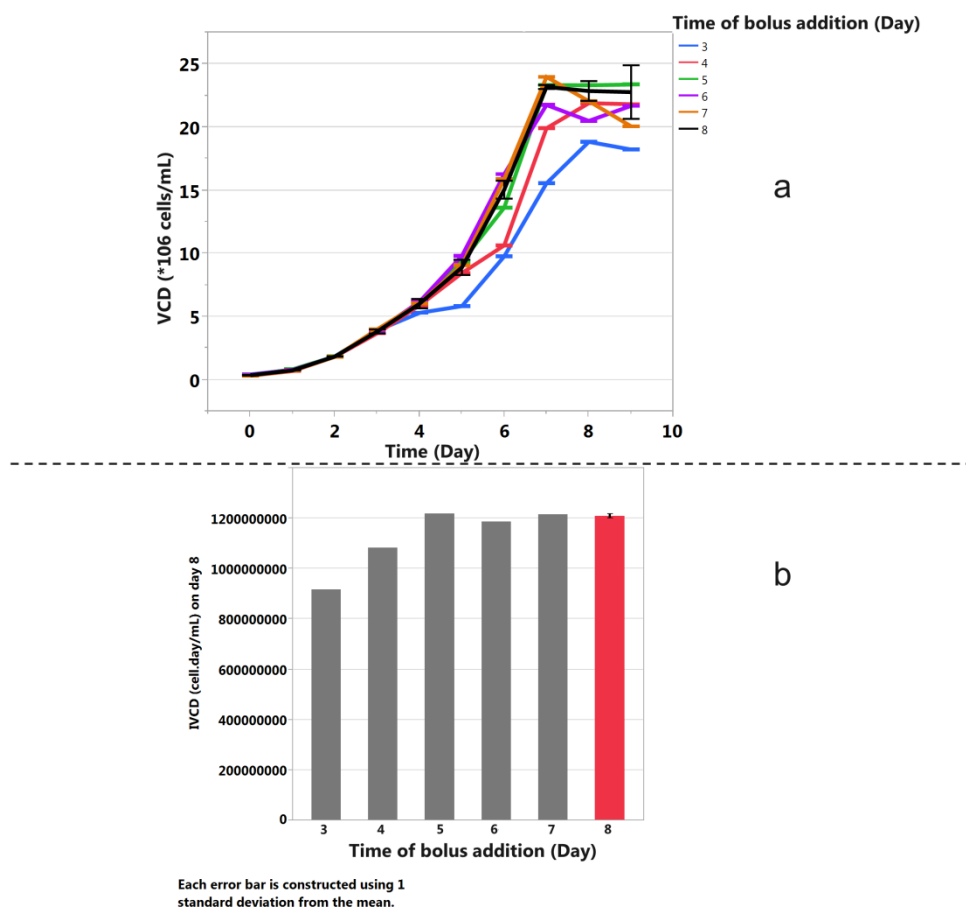 Time of bolus addition (Day)
3
4
5
6
7
8
25
20
15
10
5
0
VCD (*106 cells/mL)
0 2 4 6 8 10
Time (Day)
a
1200000000
1000000000
800000000
600000000
400000000
200000000
0
IVCD (cell.day/mL) on day 8
3 4 5 6 7 8
Time of bolus addition (Day)
b
Each error bar is constructed using 1
standard deviation from the mean.